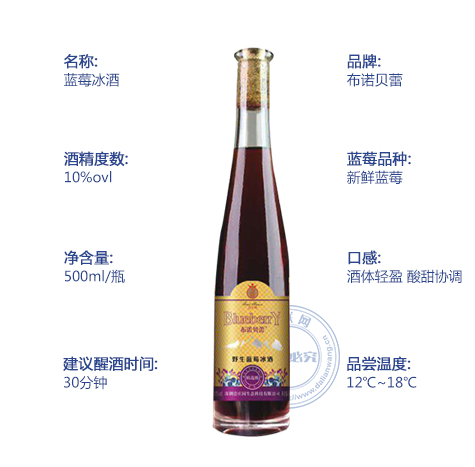 名称:
蓝莓冰酒
品牌:
布诺贝蕾
酒精度数:
10%ovl
蓝莓品种:
新鲜蓝莓
净含量:
500ml/瓶
口感:
酒体轻盈 酸甜协调
建议醒酒时间:
30分钟
品尝温度:
12℃~18℃
BlueberrY
布诺贝蕾
野生蓝莓冰酒
www.dalianwang.com